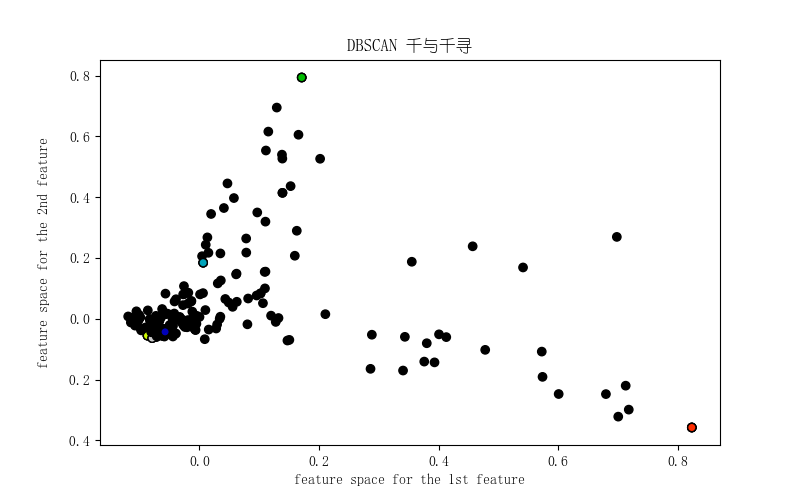 DBSCAN 千与千寻
0.8
0.6
0.4
0.2
0.0
0.2
0.4
feature space for the 2nd feature
0.0 0.2 0.4 0.6 0.8
feature space for the 1st feature